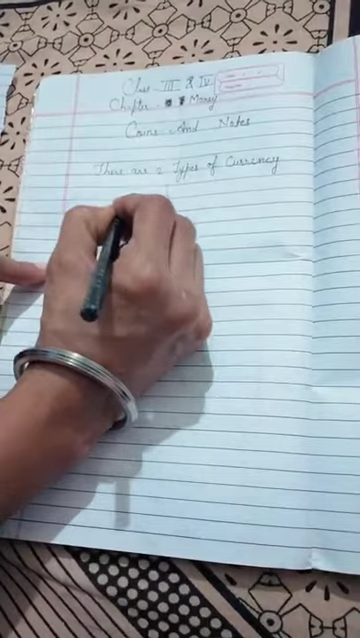 Class - III & IV
Chapter - Money
Coins And Notes
There are 2 Types of Currency